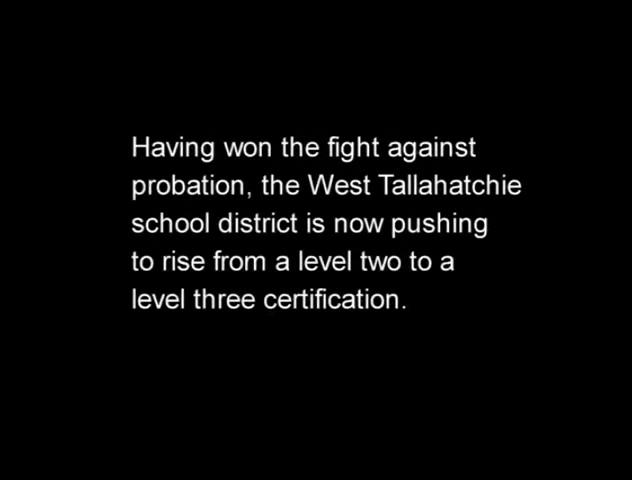 Having won the fight against
probation, the West Tallahatchie
school district is now pushing
to rise from a level two to a
level three certification.